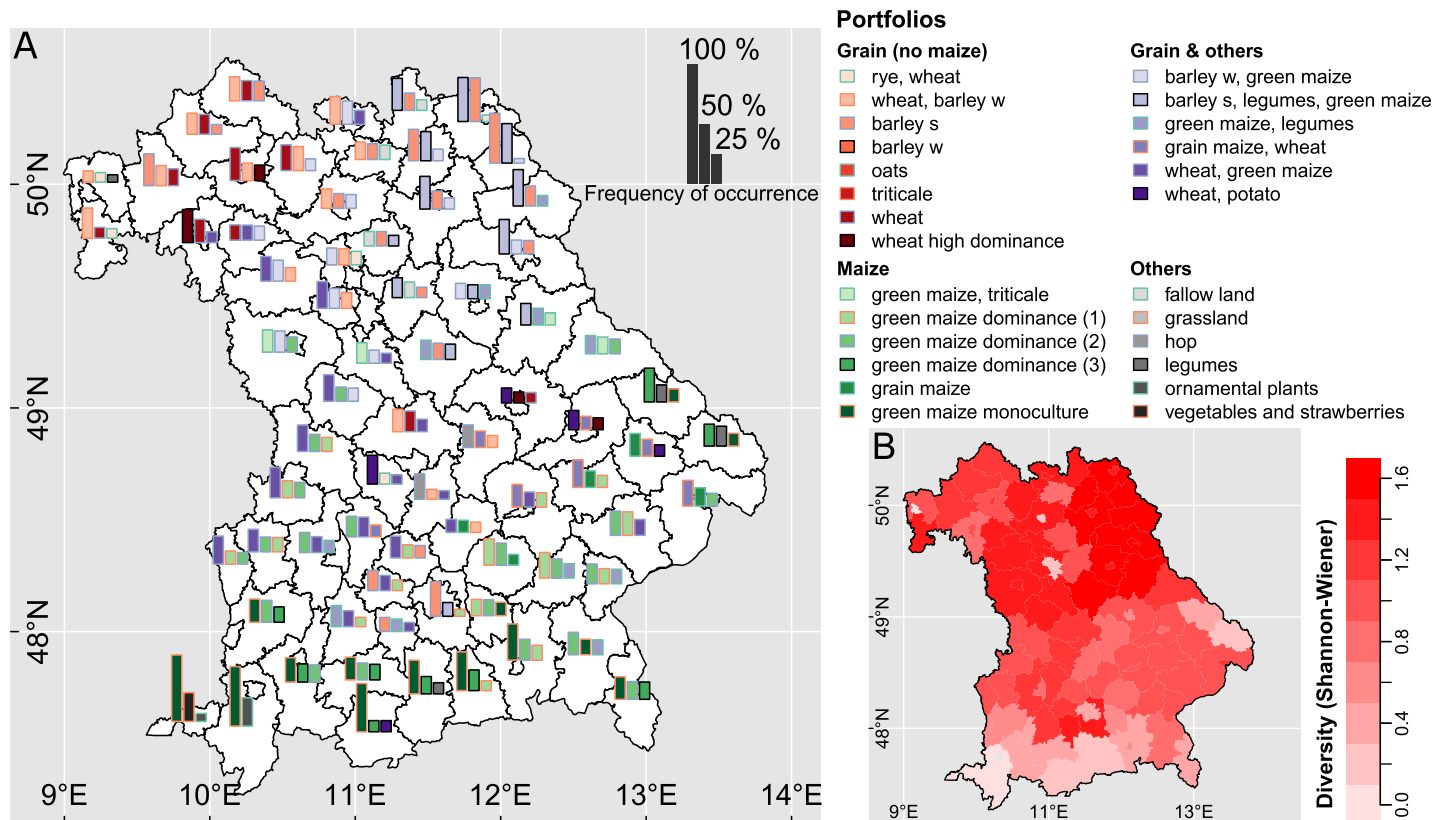 A
100 %
50 %
25 %
Frequency of occurrence
50°N
49°N
48°N
9°E
10°E
11°E
12°E
13°E
14°E
Portfolios
Grain (no maize)
rye, wheat
wheat, barley w
barley s
barley w
oats
triticale
wheat
wheat high dominance
Grain & others
barley w, green maize
barley s, legumes, green maize
green maize, legumes
grain maize, wheat
wheat, green maize
wheat, potato
Maize
green maize, triticale
green maize dominance (1)
green maize dominance (2)
green maize dominance (3)
grain maize
green maize monoculture
Others
fallow land
grassland
hop
legumes
ornamental plants
vegetables and strawberries
B
50°N
49°N
48°N
9°E
11°E
13°E
Diversity (Shannon-Wiener)
1.6
1.2
0.8
0.4
0.0